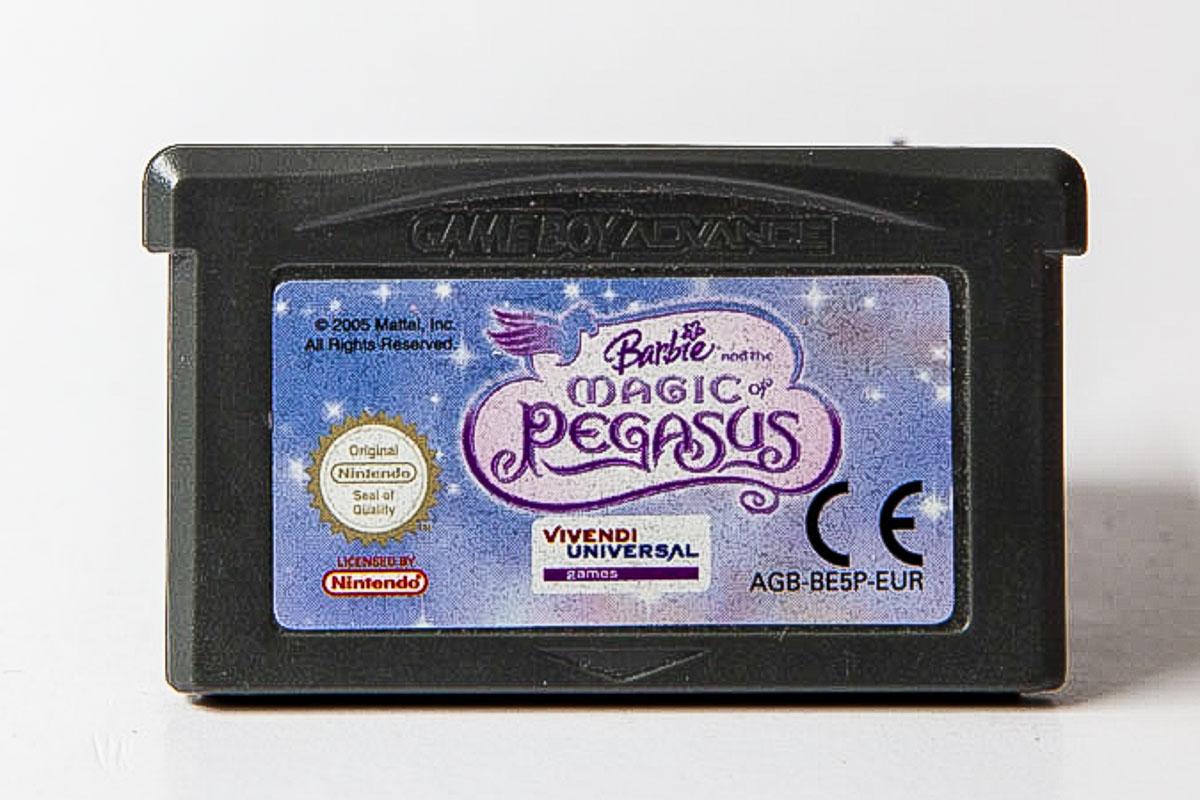 GAME BOY ADVANCE
© 2005 Mattel, Inc.
All Rights Reserved.
Barbie and the
MAGIC of
PEGASUS
Original
Nintendo
Seal of
Quality
TM
LICENSED BY
Nintendo®
VIVENDI
UNIVERSAL
games
CE
AGB-BE5P-EUR